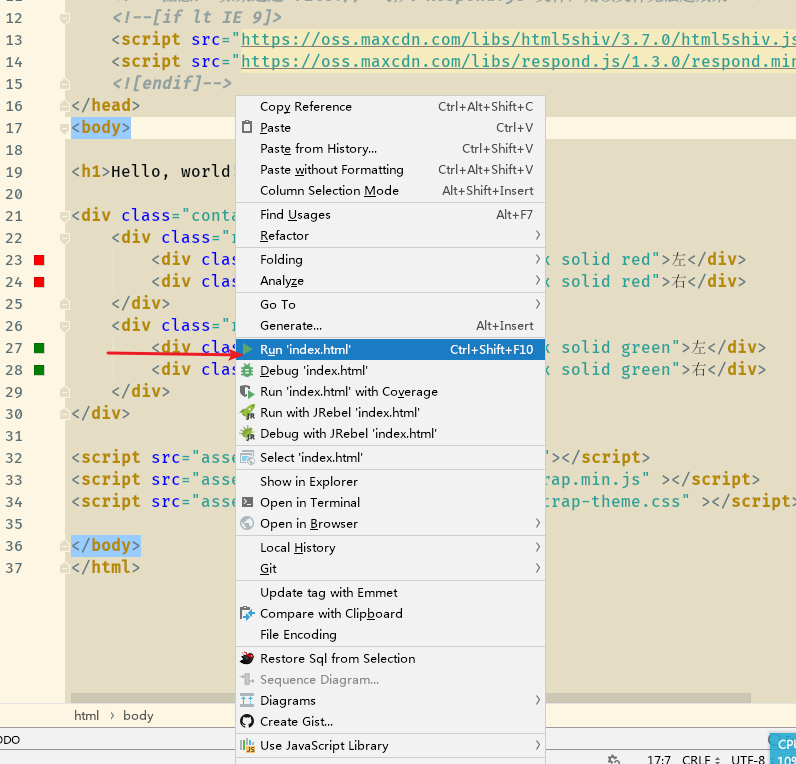 12 <!--[if lt IE 9]>
13 <script src="https://oss.maxcdn.com/libs/html5shiv/3.7.0/html5shiv.js
14 <script src="https://oss.maxcdn.com/libs/respond.js/1.3.0/respond.min
15 <![endif]-->
16 </head>
17 <body>
18
19 <h1>Hello, world
20
21 <div class="conta
22 <div class="r
23 <div clas x solid red">左</div>
24 <div clas x solid red">右</div>
25 </div>
26 <div class="r
27 <div clas x solid green">左</div>
28 <div clas x solid green">右</div>
29 </div>
30 </div>
31
32 <script src="asse "></script>
33 <script src="asse rap.min.js" ></script>
34 <script src="asse trap-theme.css" ></script>
35
36 </body>
37 </html>
Copy Reference Ctrl+Alt+Shift+C
Paste Ctrl+V
Paste from History... Ctrl+Shift+V
Paste without Formatting Ctrl+Alt+Shift+V
Column Selection Mode Alt+Shift+Insert
Find Usages Alt+F7
Refactor
Folding
Analyze
Go To
Generate... Alt+Insert
Run 'index.html' Ctrl+Shift+F10
Debug 'index.html'
Run 'index.html' with Coverage
Run with JRebel 'index.html'
Debug with JRebel 'index.html'
Select 'index.html'
Show in Explorer
Open in Terminal
Open in Browser
Local History
Git
Update tag with Emmet
Compare with Clipboard
File Encoding
Restore Sql from Selection
Sequence Diagram...
Diagrams
Create Gist...
Use JavaScript Library
html › body
ODO
17:7 CRLF UTF-8
CPU
10%